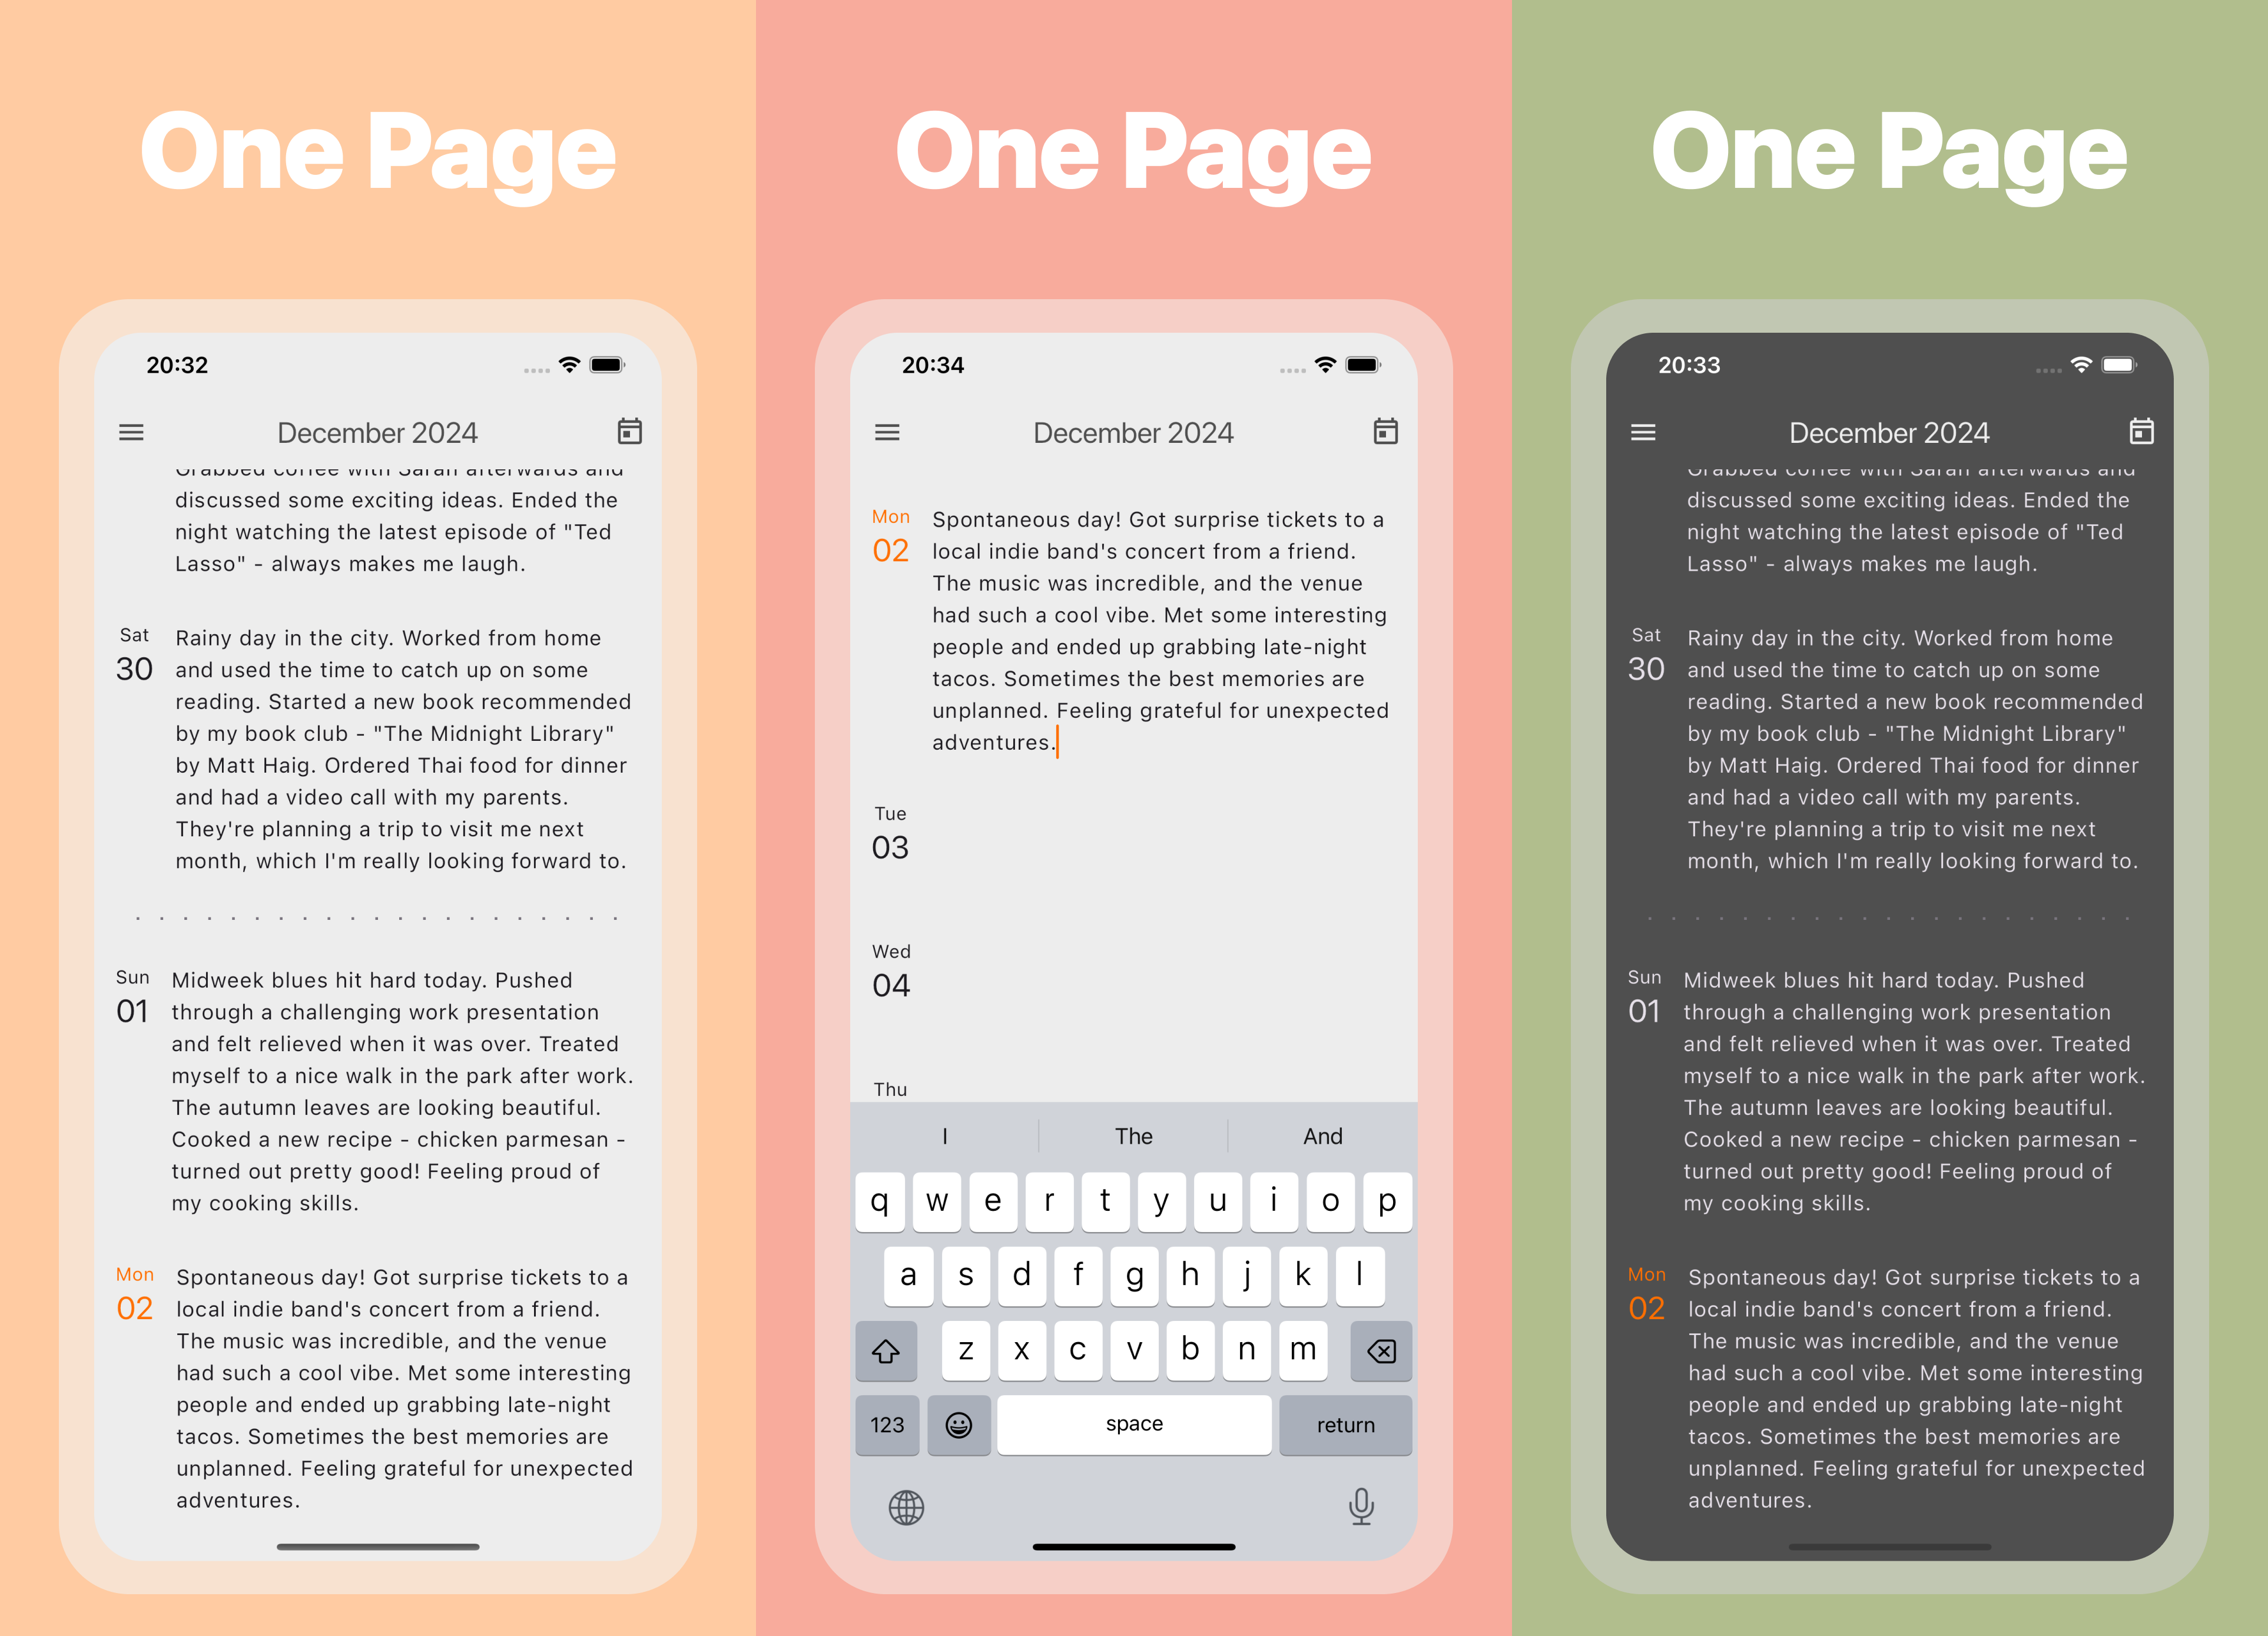 One Page
20:32
December 2024
Grabbed coffee with Sarah afterwards and
discussed some exciting ideas. Ended the
night watching the latest episode of "Ted
Lasso" - always makes me laugh.
Sat
30
Rainy day in the city. Worked from home
and used the time to catch up on some
reading. Started a new book recommended
by my book club - "The Midnight Library"
by Matt Haig. Ordered Thai food for dinner
and had a video call with my parents.
They're planning a trip to visit me next
month, which I'm really looking forward to.
Sun
01
Midweek blues hit hard today. Pushed
through a challenging work presentation
and felt relieved when it was over. Treated
myself to a nice walk in the park after work.
The autumn leaves are looking beautiful.
Cooked a new recipe - chicken parmesan -
turned out pretty good! Feeling proud of
my cooking skills.
Mon
02
Spontaneous day! Got surprise tickets to a
local indie band's concert from a friend.
The music was incredible, and the venue
had such a cool vibe. Met some interesting
people and ended up grabbing late-night
tacos. Sometimes the best memories are
unplanned. Feeling grateful for unexpected
adventures.
One Page
20:34
December 2024
Mon
02
Spontaneous day! Got surprise tickets to a
local indie band's concert from a friend.
The music was incredible, and the venue
had such a cool vibe. Met some interesting
people and ended up grabbing late-night
tacos. Sometimes the best memories are
unplanned. Feeling grateful for unexpected
adventures.
Tue
03
Wed
04
Thu
I The And
q w e r t y u i o p
a s d f g h j k l
z x c v b n m
123 space return
One Page
20:33
December 2024
Grabbed coffee with Sarah afterwards and
discussed some exciting ideas. Ended the
night watching the latest episode of "Ted
Lasso" - always makes me laugh.
Sat
30
Rainy day in the city. Worked from home
and used the time to catch up on some
reading. Started a new book recommended
by my book club - "The Midnight Library"
by Matt Haig. Ordered Thai food for dinner
and had a video call with my parents.
They're planning a trip to visit me next
month, which I'm really looking forward to.
Sun
01
Midweek blues hit hard today. Pushed
through a challenging work presentation
and felt relieved when it was over. Treated
myself to a nice walk in the park after work.
The autumn leaves are looking beautiful.
Cooked a new recipe - chicken parmesan -
turned out pretty good! Feeling proud of
my cooking skills.
Mon
02
Spontaneous day! Got surprise tickets to a
local indie band's concert from a friend.
The music was incredible, and the venue
had such a cool vibe. Met some interesting
people and ended up grabbing late-night
tacos. Sometimes the best memories are
unplanned. Feeling grateful for unexpected
adventures.